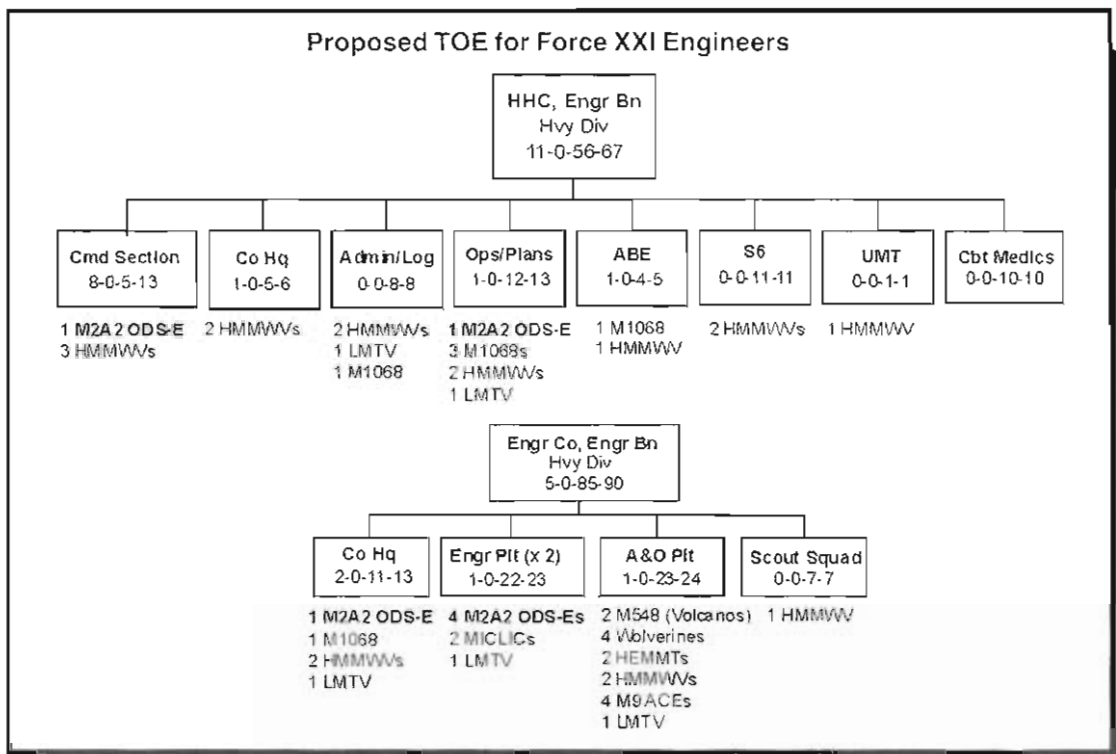 Proposed TOE for Force XXI Engineers
HHC, Engr Bn
Hvy Div
11-0-56-67
Cmd Section
8-0-5-13
1 M2A2 ODS-E
3 HMMWVs
Co Hq
1-0-5-6
2 HMMWVs
Admin/Log
0-0-8-8
2 HMMWVs
1 LMTV
1 M1068
Ops/Plans
1-0-12-13
1 M2A2 ODS-E
3 M1068s
2 HMMWVs
1 LMTV
ABE
1-0-4-5
1 M1068
1 HMMWV
S6
0-0-11-11
2 HMMWVs
UMT
0-0-1-1
1 HMMWV
Cbt Medics
0-0-10-10
Engr Co, Engr Bn
Hvy Div
5-0-85-90
Co Hq
2-0-11-13
1 M2A2 ODS-E
1 M1068
2 HMMWVs
1 LMTV
Engr Plt (x 2)
1-0-22-23
4 M2A2 ODS-Es
2 MICLICs
1 LMTV
A&O Plt
1-0-23-24
2 M548 (Volcanos)
4 Wolverines
2 HEMMTs
2 HMMWVs
4 M9 ACEs
1 LMTV
Scout Squad
0-0-7-7
1 HMMWV